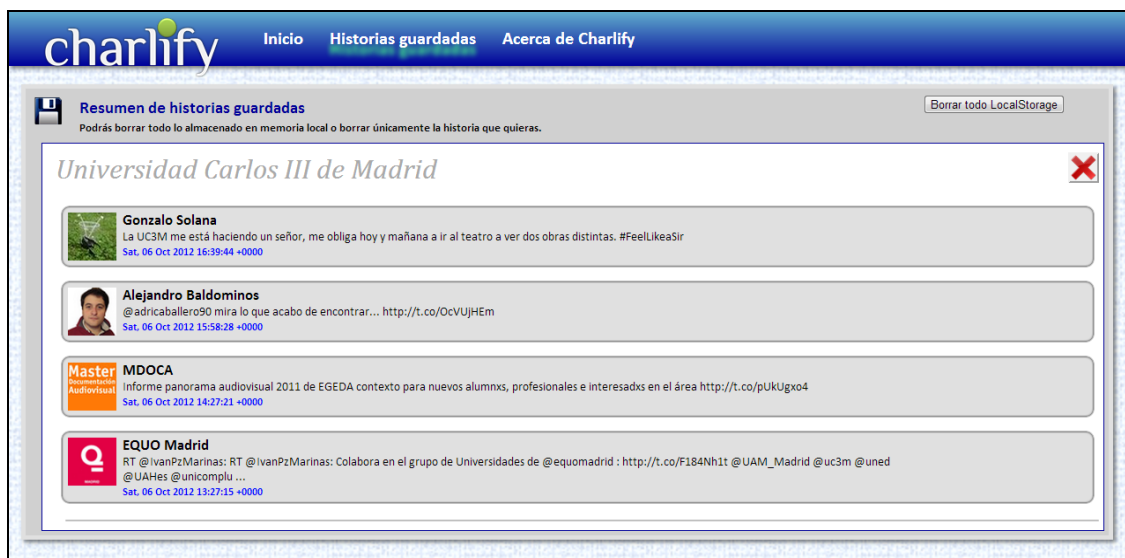 charlify
Inicio Historias guardadas Acerca de Charlify
Resumen de historias guardadas
Borrar todo LocalStorage
Podrás borrar todo lo almacenado en memoria local o borrar únicamente la historia que quieras.
Universidad Carlos III de Madrid
Gonzalo Solana
La UC3M me está haciendo un señor, me obliga hoy y mañana a ir al teatro a ver dos obras distintas. #FeelLikeaSir
Sat, 06 Oct 2012 16:39:44 +0000
Alejandro Baldominos
@adricaballero90 mira lo que acabo de encontrar... http://t.co/OcVUjHEm
Sat, 06 Oct 2012 15:58:28 +0000
Master
Documentación
Audiovisual
MDOCA
Informe panorama audiovisual 2011 de EGEDA contexto para nuevos alumnxs, profesionales e interesadxs en el área http://t.co/pUkUgxo4
Sat, 06 Oct 2012 14:27:21 +0000
EQUO Madrid
RT @IvanPzMarinas: RT @IvanPzMarinas: Colabora en el grupo de Universidades de @equomadrid : http://t.co/F184Nh1t @UAM_Madrid @uc3m @uned
@UAHes @unicomplu ...
Sat, 06 Oct 2012 13:27:15 +0000